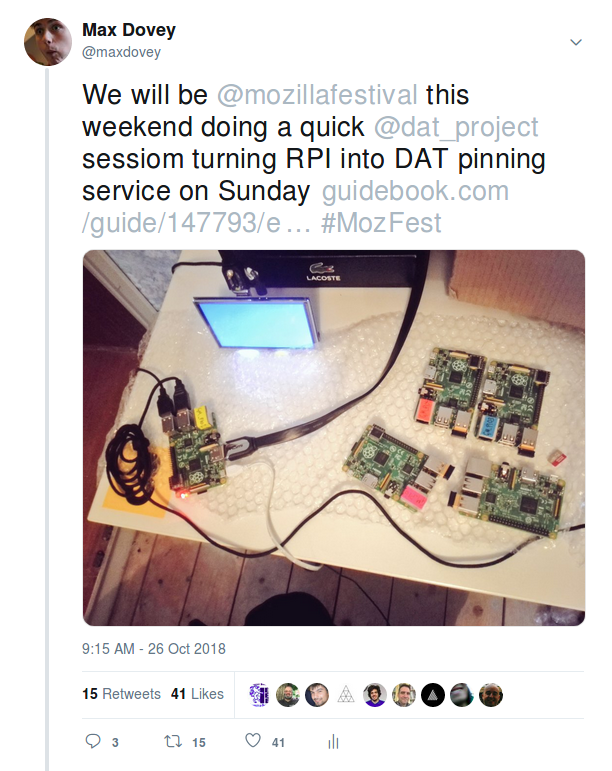 Max Dovey
@maxdovey
We will be @mozillafestival this
weekend doing a quick @dat_project
sessiom turning RPI into DAT pinning
service on Sunday guidebook.com
/guide/147793/e… #MozFest
LACOSTE
9:15 AM - 26 Oct 2018
15 Retweets 41 Likes
3 15 41